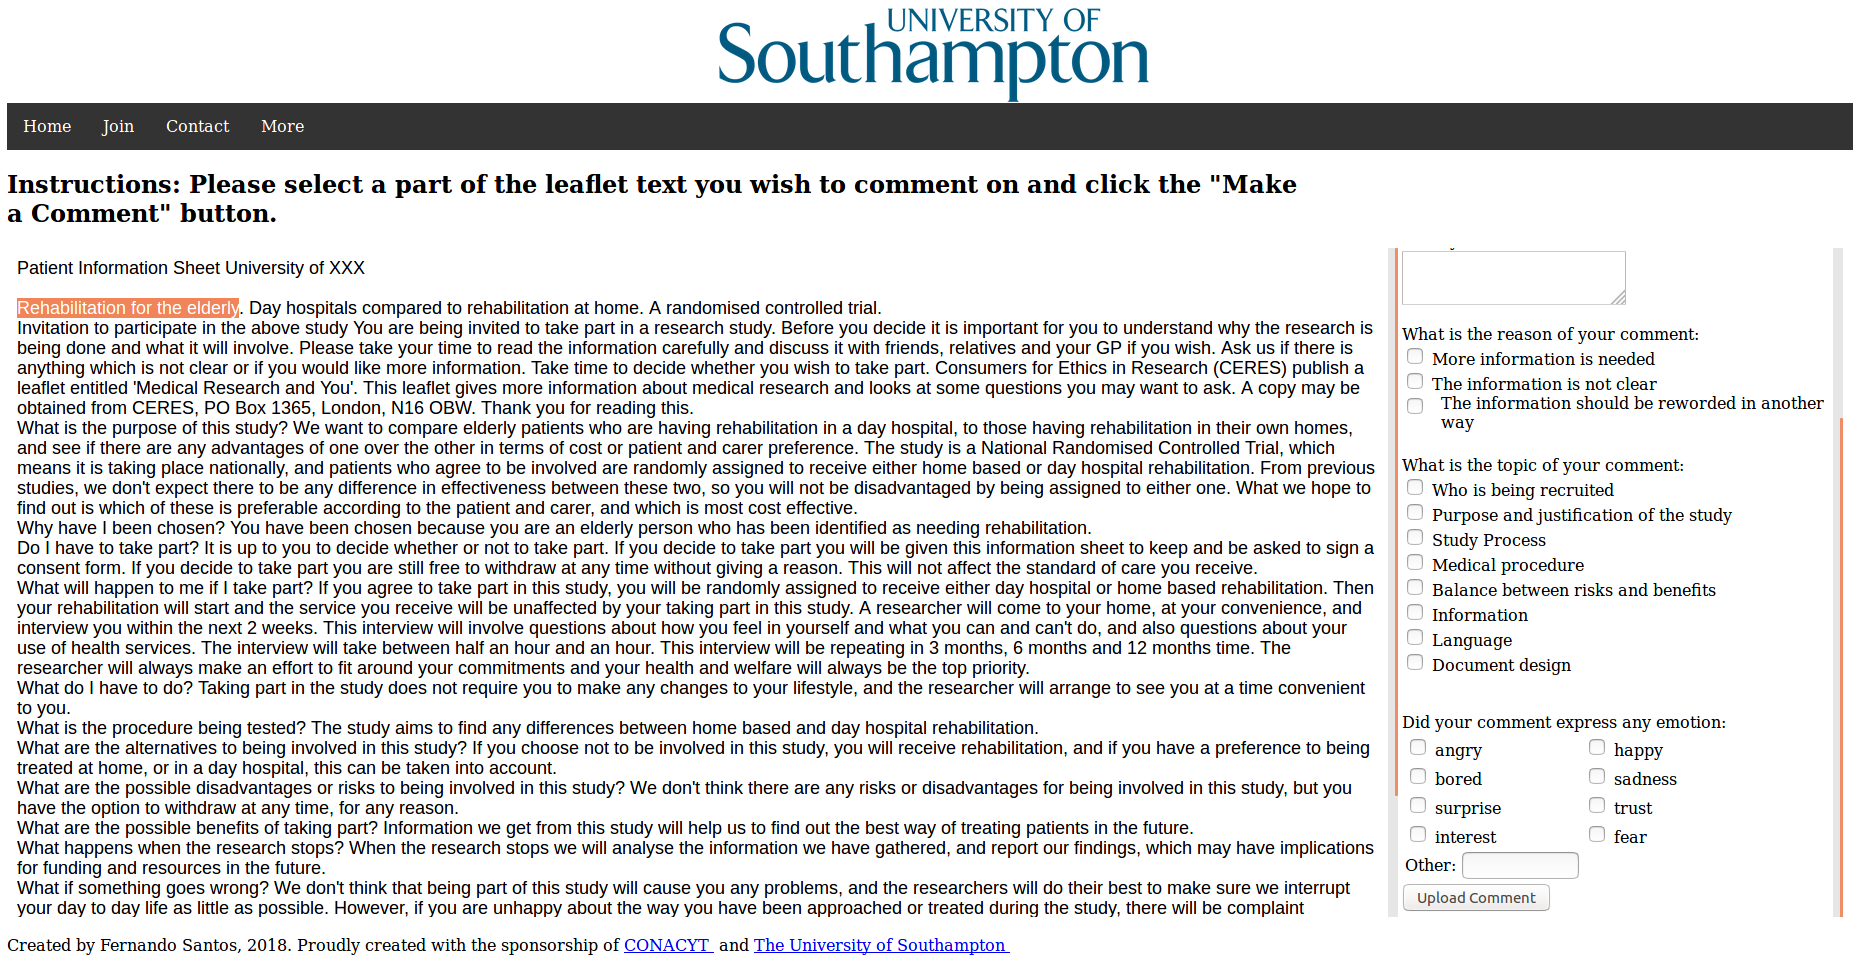 UNIVERSITY OF
Southampton
Home Join Contact More
Instructions: Please select a part of the leaflet text you wish to comment on and click the "Make
a Comment" button.
Patient Information Sheet University of XXX
Rehabilitation for the elderly. Day hospitals compared to rehabilitation at home. A randomised controlled trial.
Invitation to participate in the above study You are being invited to take part in a research study. Before you decide it is important for you to understand why the research is
being done and what it will involve. Please take your time to read the information carefully and discuss it with friends, relatives and your GP if you wish. Ask us if there is
anything which is not clear or if you would like more information. Take time to decide whether you wish to take part. Consumers for Ethics in Research (CERES) publish a
leaflet entitled 'Medical Research and You'. This leaflet gives more information about medical research and looks at some questions you may want to ask. A copy may be
obtained from CERES, PO Box 1365, London, N16 OBW. Thank you for reading this.
What is the purpose of this study? We want to compare elderly patients who are having rehabilitation in a day hospital, to those having rehabilitation in their own homes,
and see if there are any advantages of one over the other in terms of cost or patient and carer preference. The study is a National Randomised Controlled Trial, which
means it is taking place nationally, and patients who agree to be involved are randomly assigned to receive either home based or day hospital rehabilitation. From previous
studies, we don't expect there to be any difference in effectiveness between these two, so you will not be disadvantaged by being assigned to either one. What we hope to
find out is which of these is preferable according to the patient and carer, and which is most cost effective.
Why have I been chosen? You have been chosen because you are an elderly person who has been identified as needing rehabilitation.
Do I have to take part? It is up to you to decide whether or not to take part. If you decide to take part you will be given this information sheet to keep and be asked to sign a
consent form. If you decide to take part you are still free to withdraw at any time without giving a reason. This will not affect the standard of care you receive.
What will happen to me if I take part? If you agree to take part in this study, you will be randomly assigned to receive either day hospital or home based rehabilitation. Then
your rehabilitation will start and the service you receive will be unaffected by your taking part in this study. A researcher will come to your home, at your convenience, and
interview you within the next 2 weeks. This interview will involve questions about how you feel in yourself and what you can and can't do, and also questions about your
use of health services. The interview will take between half an hour and an hour. This interview will be repeating in 3 months, 6 months and 12 months time. The
researcher will always make an effort to fit around your commitments and your health and welfare will always be the top priority.
What do I have to do? Taking part in the study does not require you to make any changes to your lifestyle, and the researcher will arrange to see you at a time convenient
to you.
What is the procedure being tested? The study aims to find any differences between home based and day hospital rehabilitation.
What are the alternatives to being involved in this study? If you choose not to be involved in this study, you will receive rehabilitation, and if you have a preference to being
treated at home, or in a day hospital, this can be taken into account.
What are the possible disadvantages or risks to being involved in this study? We don't think there are any risks or disadvantages for being involved in this study, but you
have the option to withdraw at any time, for any reason.
What are the possible benefits of taking part? Information we get from this study will help us to find out the best way of treating patients in the future.
What happens when the research stops? When the research stops we will analyse the information we have gathered, and report our findings, which may have implications
for funding and resources in the future.
What if something goes wrong? We don't think that being part of this study will cause you any problems, and the researchers will do their best to make sure we interrupt
your day to day life as little as possible. However, if you are unhappy about the way you have been approached or treated during the study, there will be complaint
What is the reason of your comment:
More information is needed
The information is not clear
The information should be reworded in another
way
What is the topic of your comment:
Who is being recruited
Purpose and justification of the study
Study Process
Medical procedure
Balance between risks and benefits
Information
Language
Document design
Did your comment express any emotion:
angry happy
bored sadness
surprise trust
interest fear
Other:
Upload Comment
Created by Fernando Santos, 2018. Proudly created with the sponsorship of CONACYT and The University of Southampton